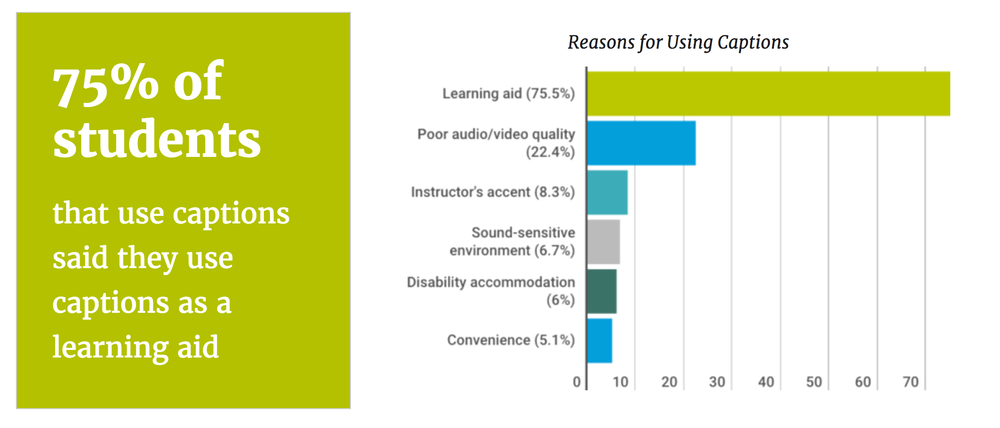 75% of
students
that use captions
said they use
captions as a
learning aid
Reasons for Using Captions
Learning aid (75.5%)
Poor audio/video quality
(22.4%)
Instructor's accent (8.3%)
Sound-sensitive
environment (6.7%)
Disability accommodation
(6%)
Convenience (5.1%)
0 10 20 30 40 50 60 70